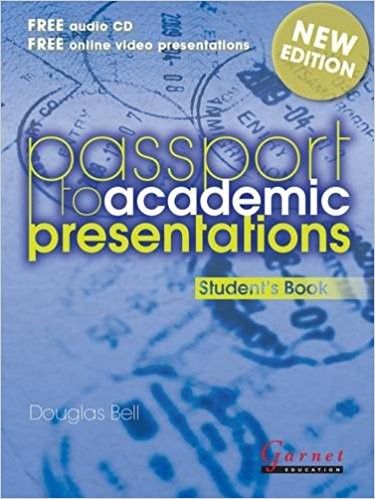 FREE audio CD
FREE online video presentations
NEW
EDITION
passport
to academic
presentations
Student's Book
Douglas Bell
Garnet
EDUCATION